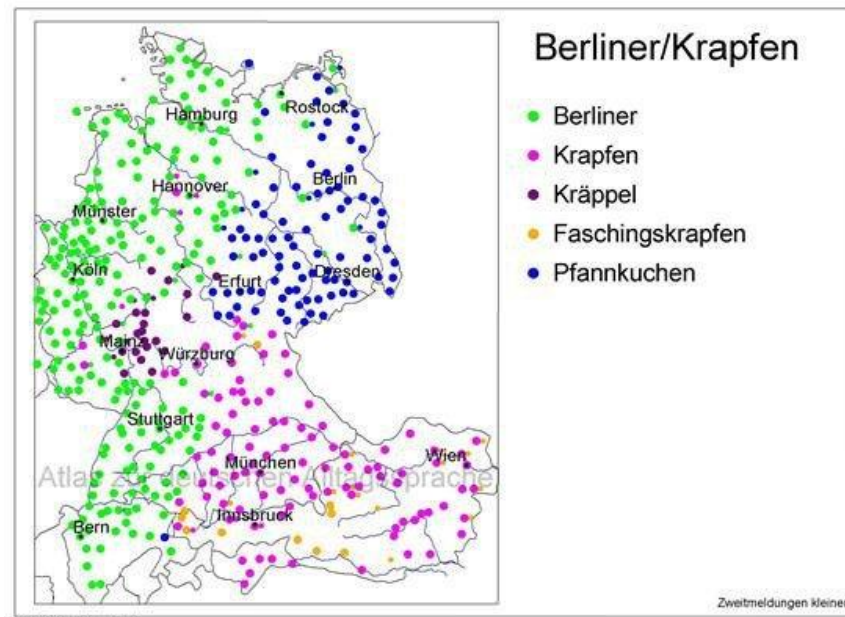 Berliner/Krapfen
Berliner
Krapfen
Kräppel
Faschingskrapfen
Pfannkuchen
Rostock
Hamburg
Berlin
Hannover
Münster
Köln
Erfurt
Dresden
Mainz
Würzburg
Stuttgart
München
Wien
Atlas zur deutschen Alltagssprache
Innsbruck
Bern
Zweitmeldungen kleiner